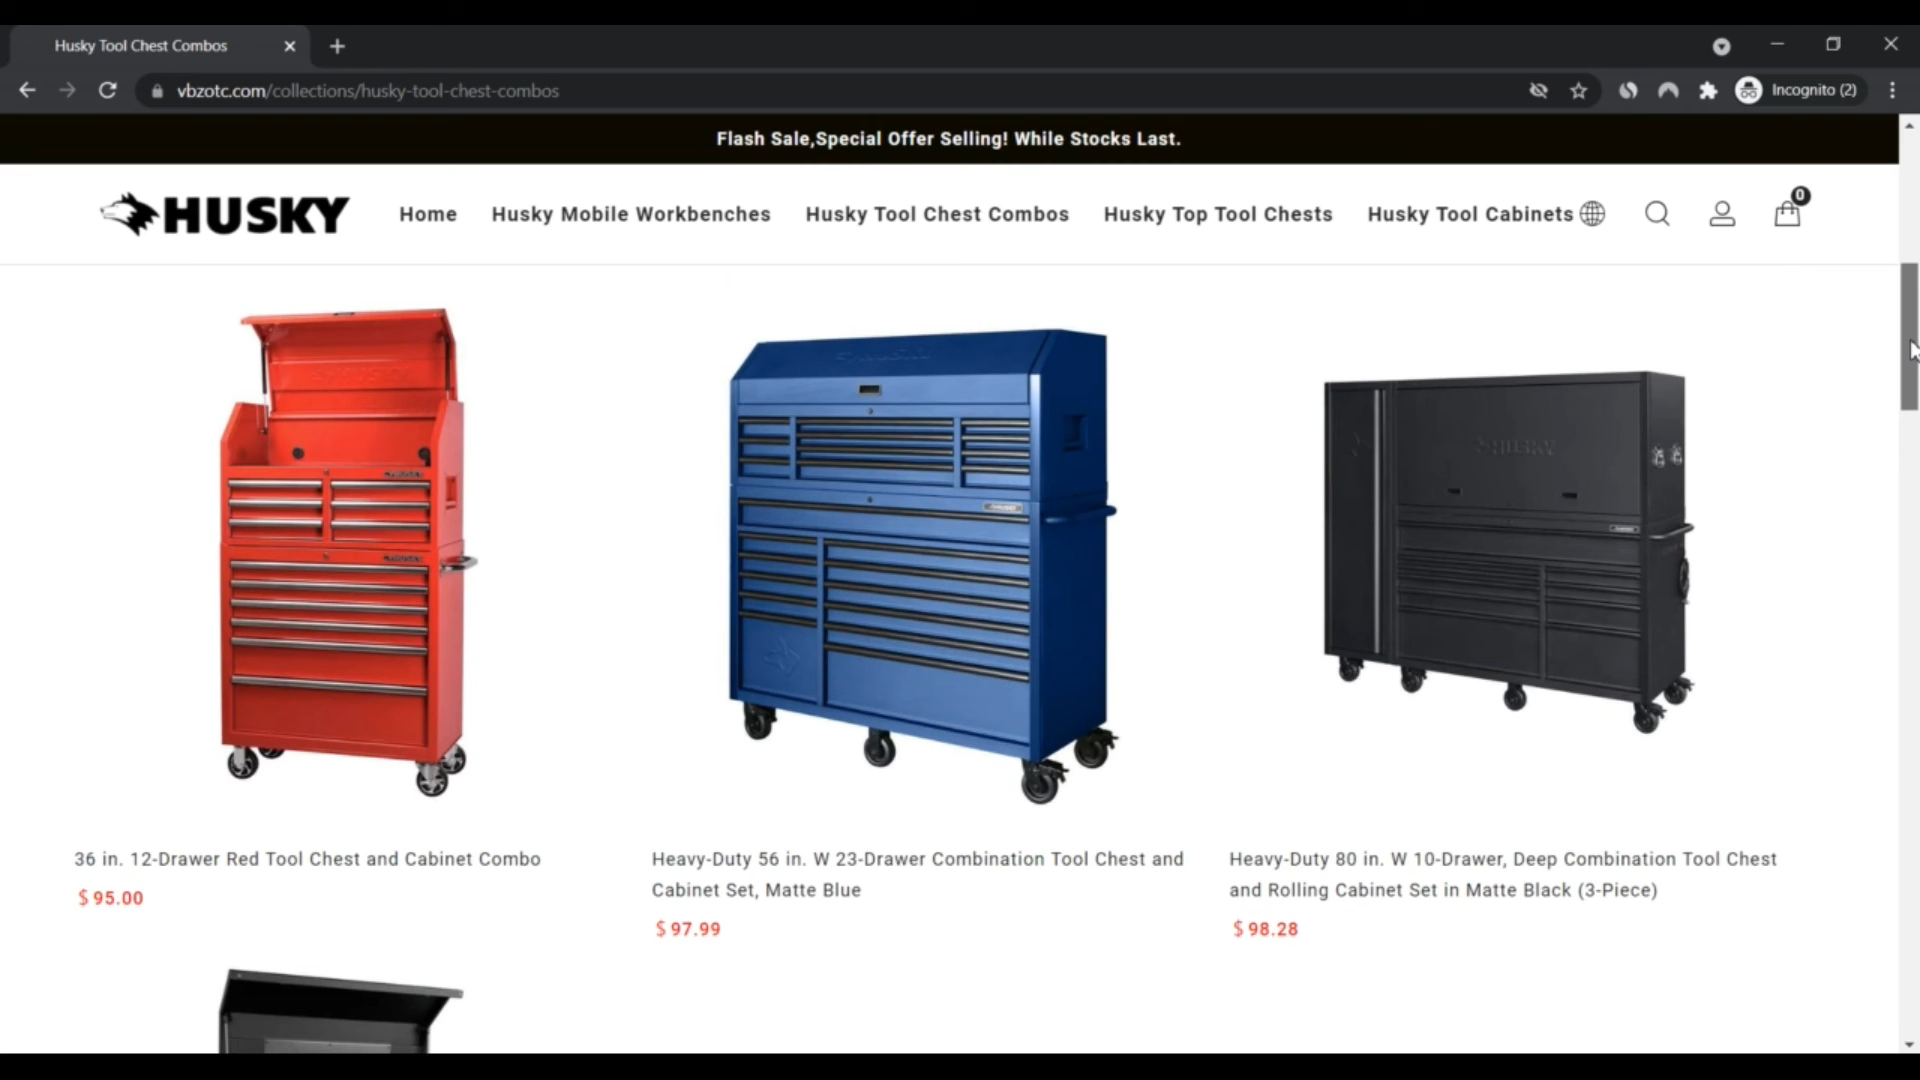 Husky Tool Chest Combos
vbzotc.com/collections/husky-tool-chest-combos
Incognito (2)
Flash Sale,Special Offer Selling! While Stocks Last.
HUSKY
Home
Husky Mobile Workbenches
Husky Tool Chest Combos
Husky Top Tool Chests
Husky Tool Cabinets
0
HUSKY
36 in. 12-Drawer Red Tool Chest and Cabinet Combo
$ 95.00
Heavy-Duty 56 in. W 23-Drawer Combination Tool Chest and
Cabinet Set, Matte Blue
$ 97.99
Heavy-Duty 80 in. W 10-Drawer, Deep Combination Tool Chest
and Rolling Cabinet Set in Matte Black (3-Piece)
$ 98.28